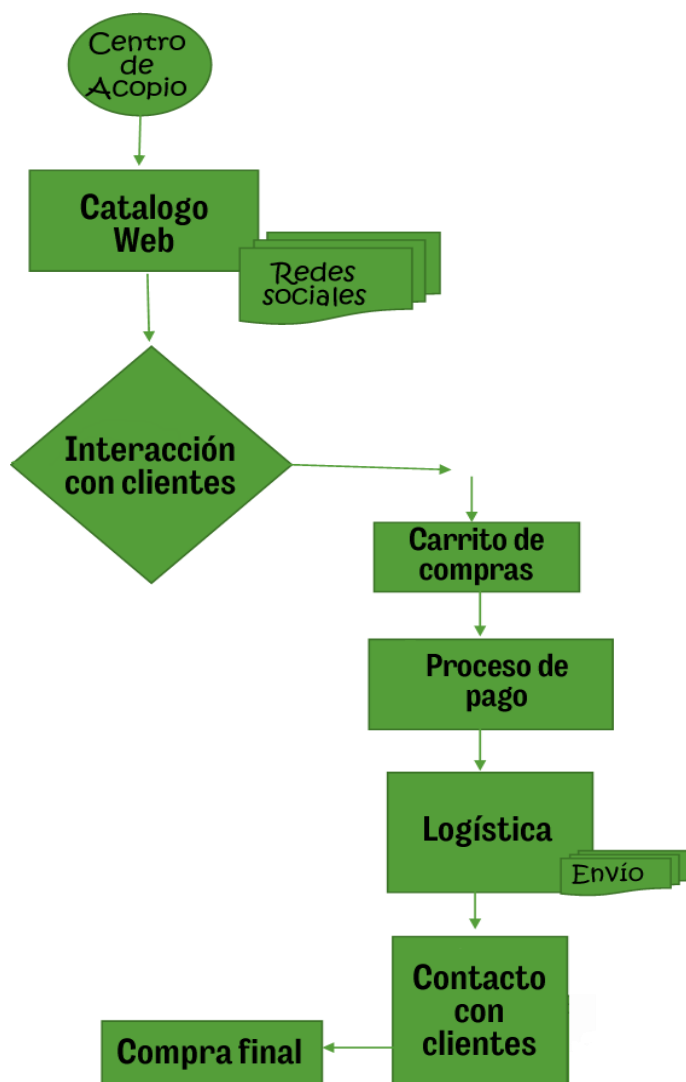 Centro
de
Acopio
Catalogo
Web
Redes
sociales
Interacción
con clientes
Carrito de
compras
Proceso de
pago
Logística
Envío
Contacto
con
clientes
Compra final